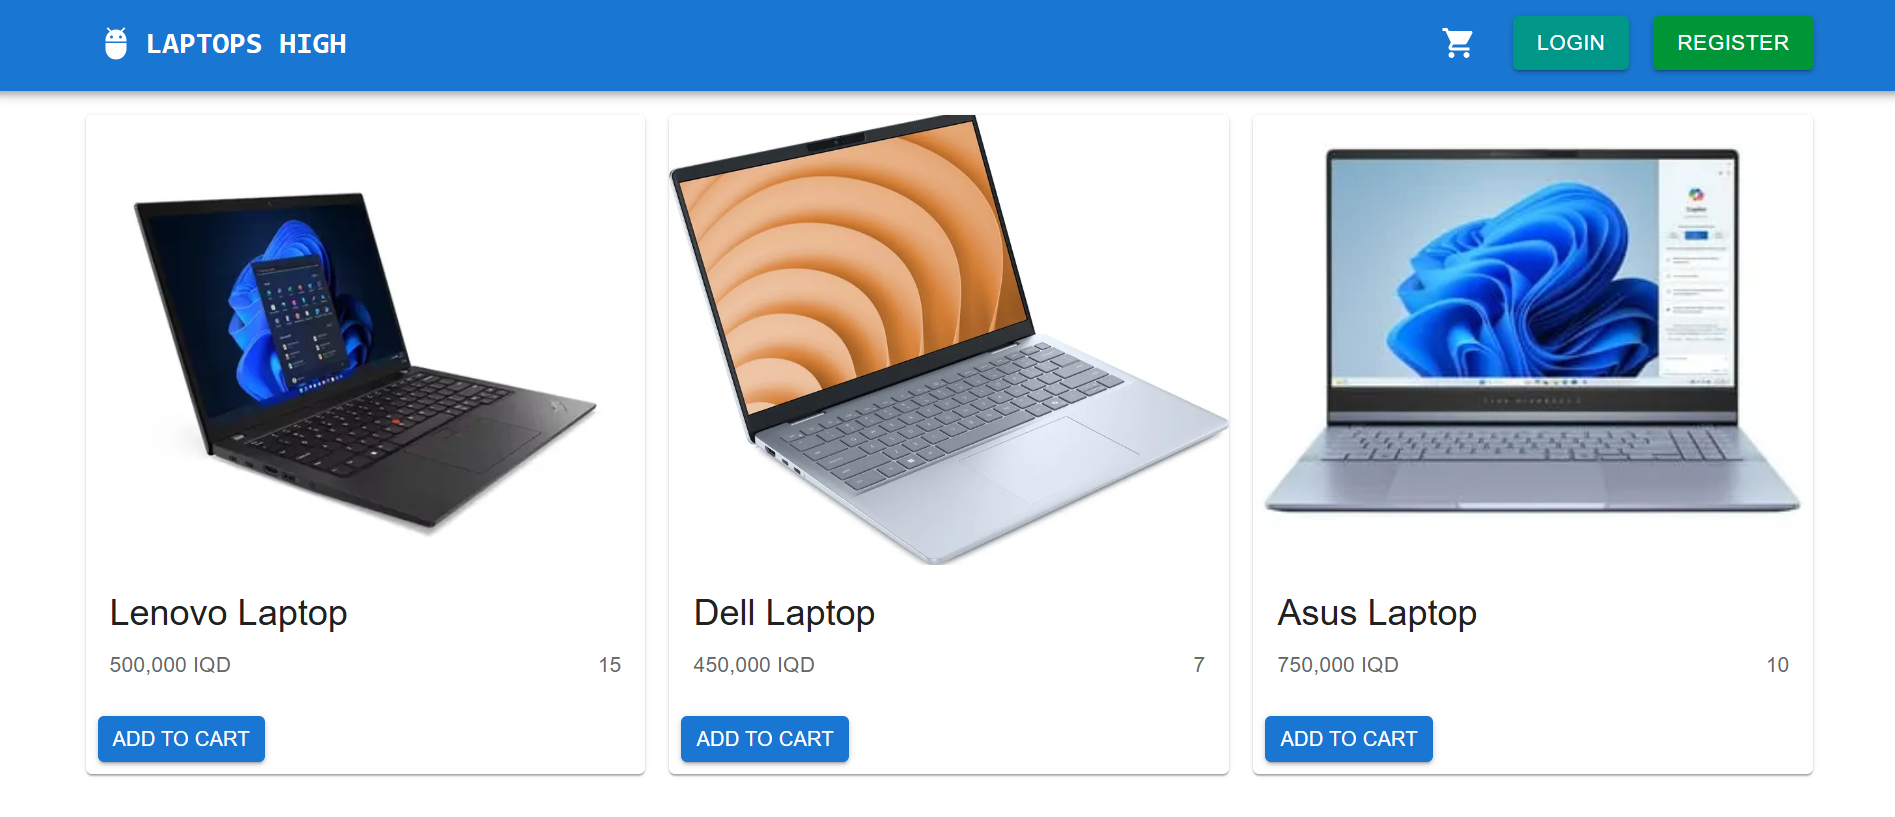 LAPTOPS HIGH
LOGIN
REGISTER
Lenovo Laptop
500,000 IQD
15
ADD TO CART
Dell Laptop
450,000 IQD
7
ADD TO CART
Asus Laptop
750,000 IQD
10
ADD TO CART